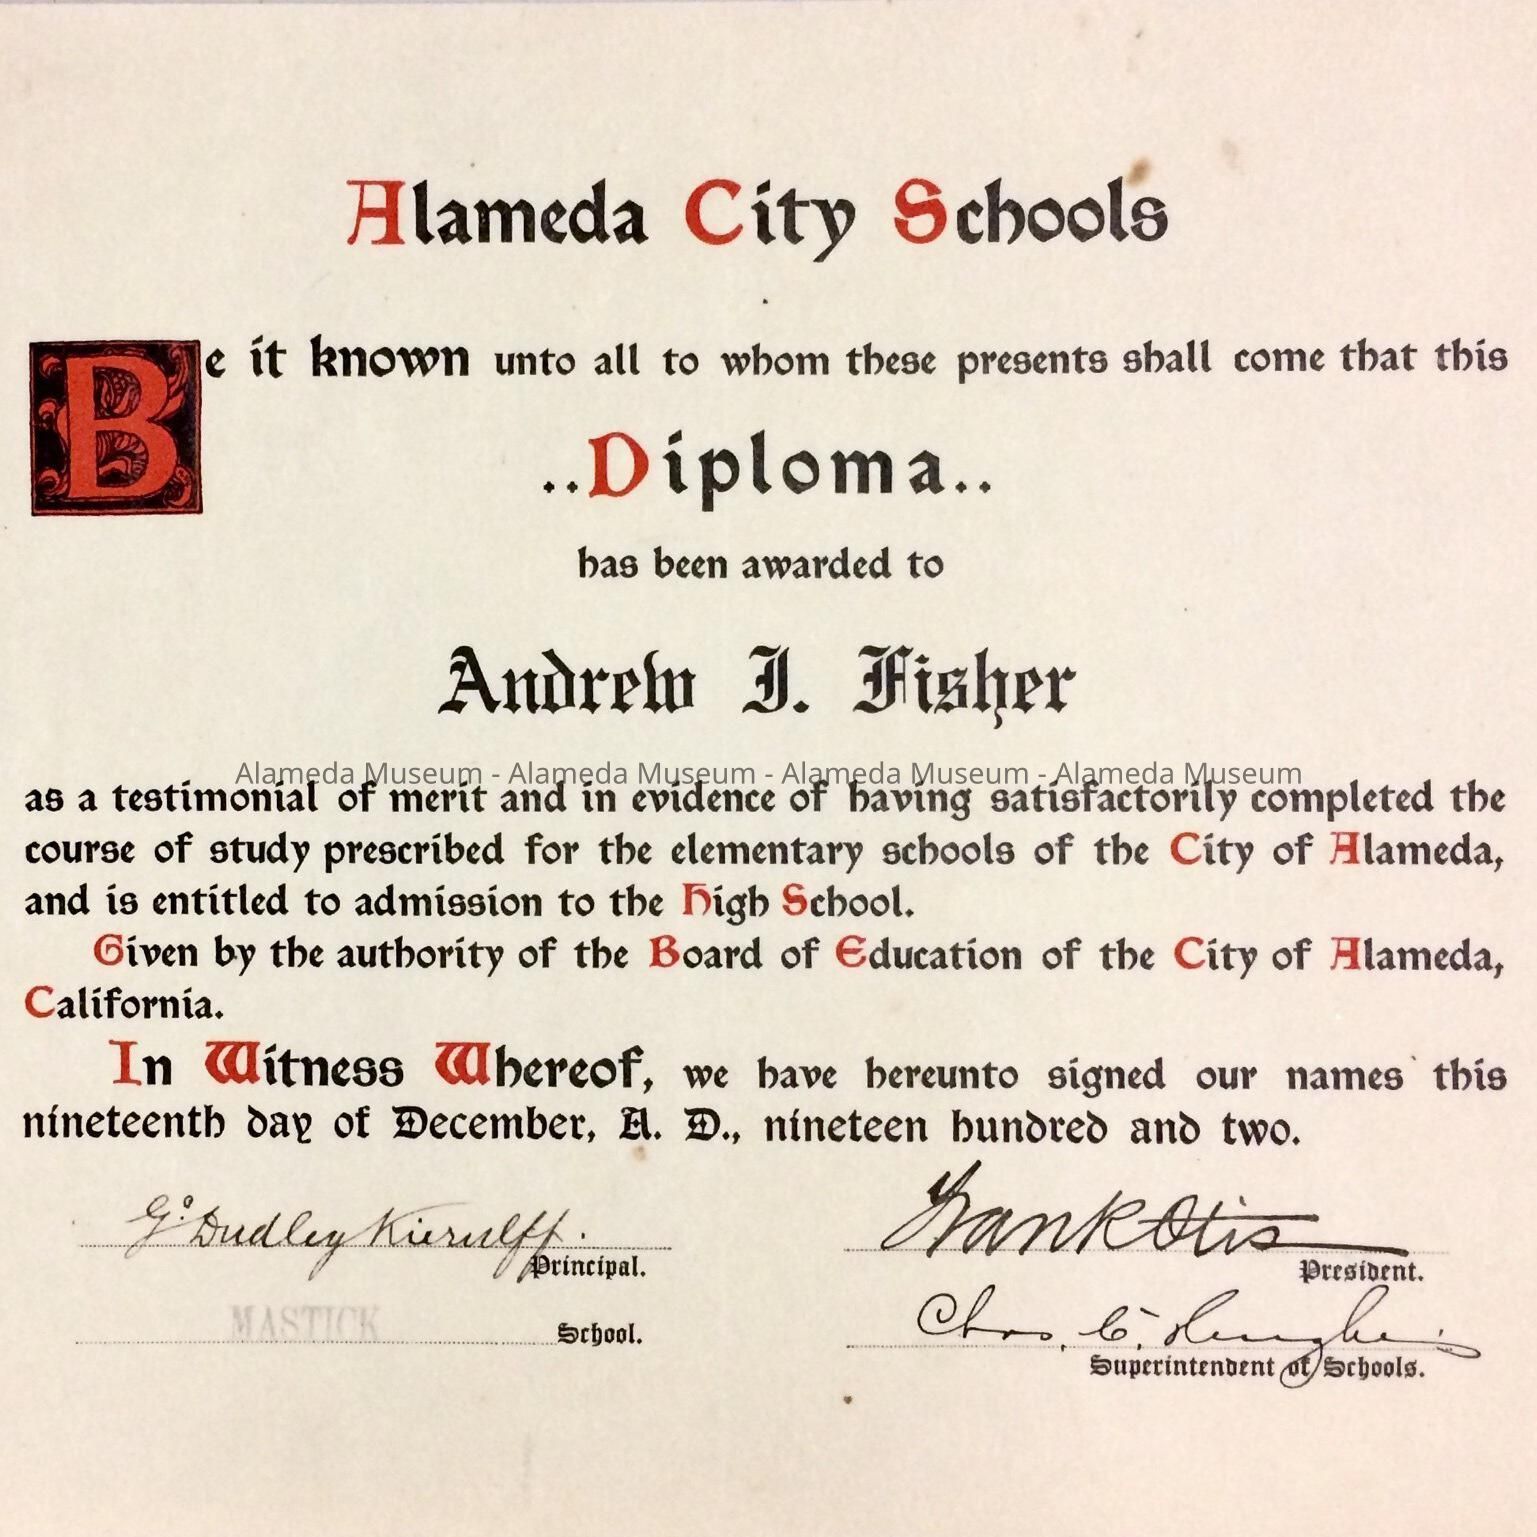 Alameda City Schools
Be it known unto all to whom these presents shall come that this
..Diploma..
has been awarded to
Andrew J. Fisher
Alameda Museum - Alameda Museum - Alameda Museum - Alameda Museum
as a testimonial of merit and in evidence of having satisfactorily completed the
course of study prescribed for the elementary schools of the City of Alameda,
and is entitled to admission to the High School.
Given by the authority of the Board of Education of the City of Alameda,
California.
In Witness Whereof, we have hereunto signed our names this
nineteenth day of December, A. D., nineteen hundred and two.
G. Dudley Kierulff.
Principal.
Frank Otis
President.
MASTICK
School.
Chas. C. Hughes
Superintendent of Schools.